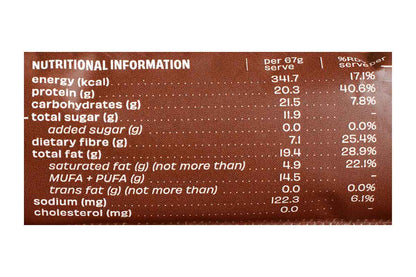 NUTRITIONAL INFORMATION per 67g serve %RDA per serve
energy (kcal) 341.7 17.1%
protein (g) 20.3 40.6%
carbohydrates (g) 21.5 7.8%
total sugar (g) 11.9 -
added sugar (g) 0.0 0.0%
dietary fibre (g) 7.1 25.4%
total fat (g) 19.4 28.9%
saturated fat (g) (not more than) 4.9 22.1%
MUFA + PUFA (g) 14.5 -
trans fat (g) (not more than) 0.0 0.0%
sodium (mg) 122.3 6.1%
cholesterol (mg) 0.0 -